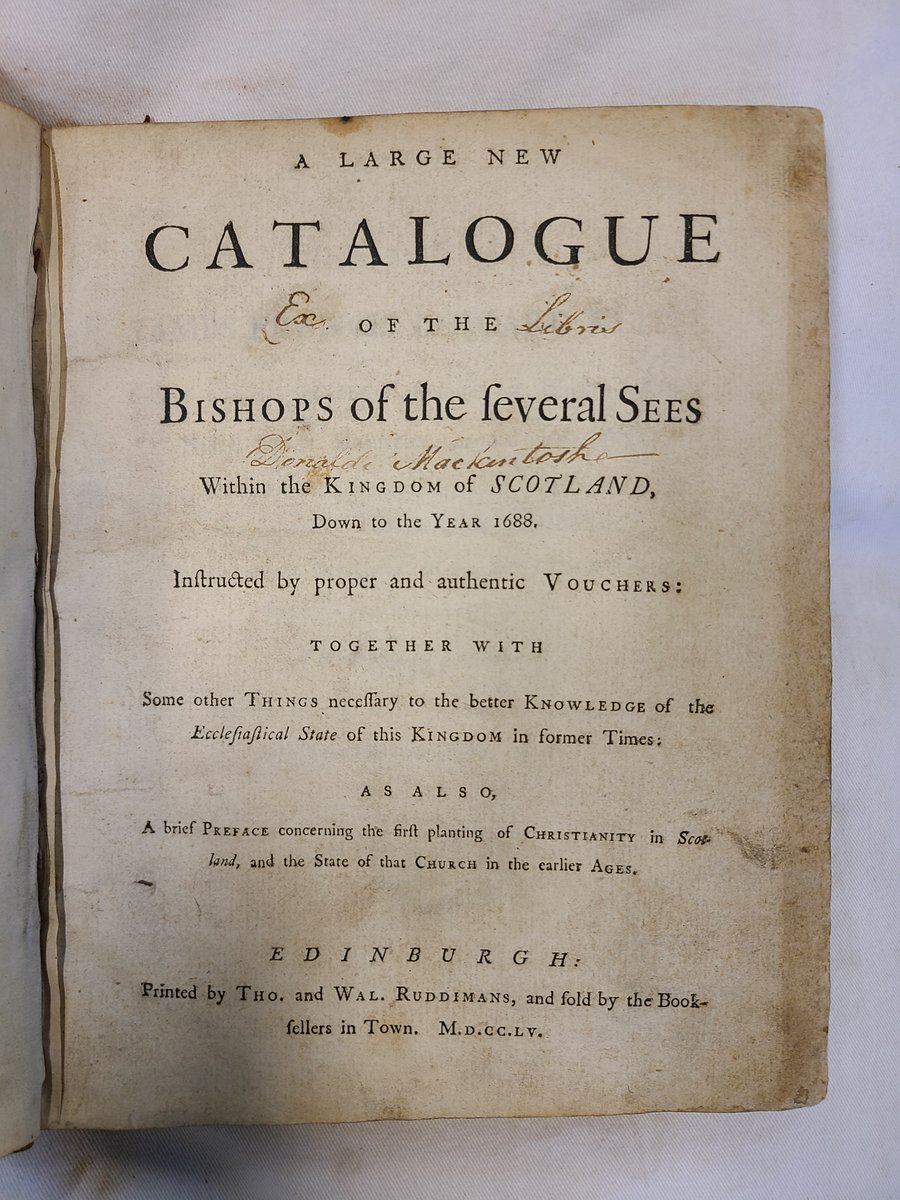 A LARGE NEW
CATALOGUE
Ex. OF THE Libris
BISHOPS of the ſeveral SEES
Donaldi Mackintosh
Within the KINGDOM of SCOTLAND,
Down to the YEAR 1688.
Inſtructed by proper and authentic VOUCHERS:
TOGETHER WITH
Some other THINGS neceſſary to the better KNOWLEDGE of the
Eccleſiaſtical State of this KINGDOM in former Times:
AS ALSO,
A brief PREFACE concerning the firſt planting of CHRISTIANITY in Scot-
land, and the State of that CHURCH in the earlier AGES.
EDINBURGH:
Printed by THO. and WAL. RUDDIMANS, and ſold by the Book-
ſellers in Town. M.D.CC.LV.